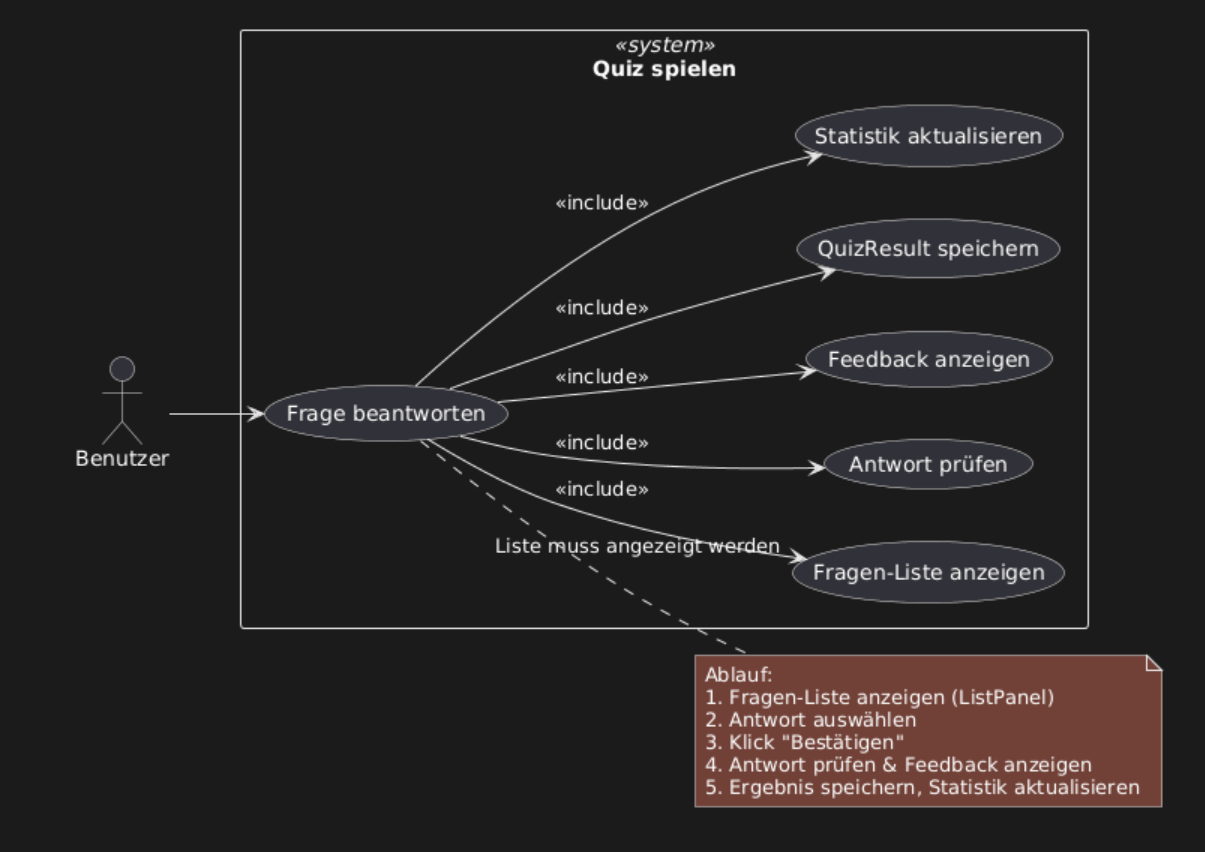 «system»
Quiz spielen
Statistik aktualisieren
«include»
QuizResult speichern
«include»
Feedback anzeigen
«include»
Frage beantworten
Benutzer
«include»
Antwort prüfen
«include»
Liste muss angezeigt werden
Fragen-Liste anzeigen
Ablauf:
1. Fragen-Liste anzeigen (ListPanel)
2. Antwort auswählen
3. Klick "Bestätigen"
4. Antwort prüfen & Feedback anzeigen
5. Ergebnis speichern, Statistik aktualisieren